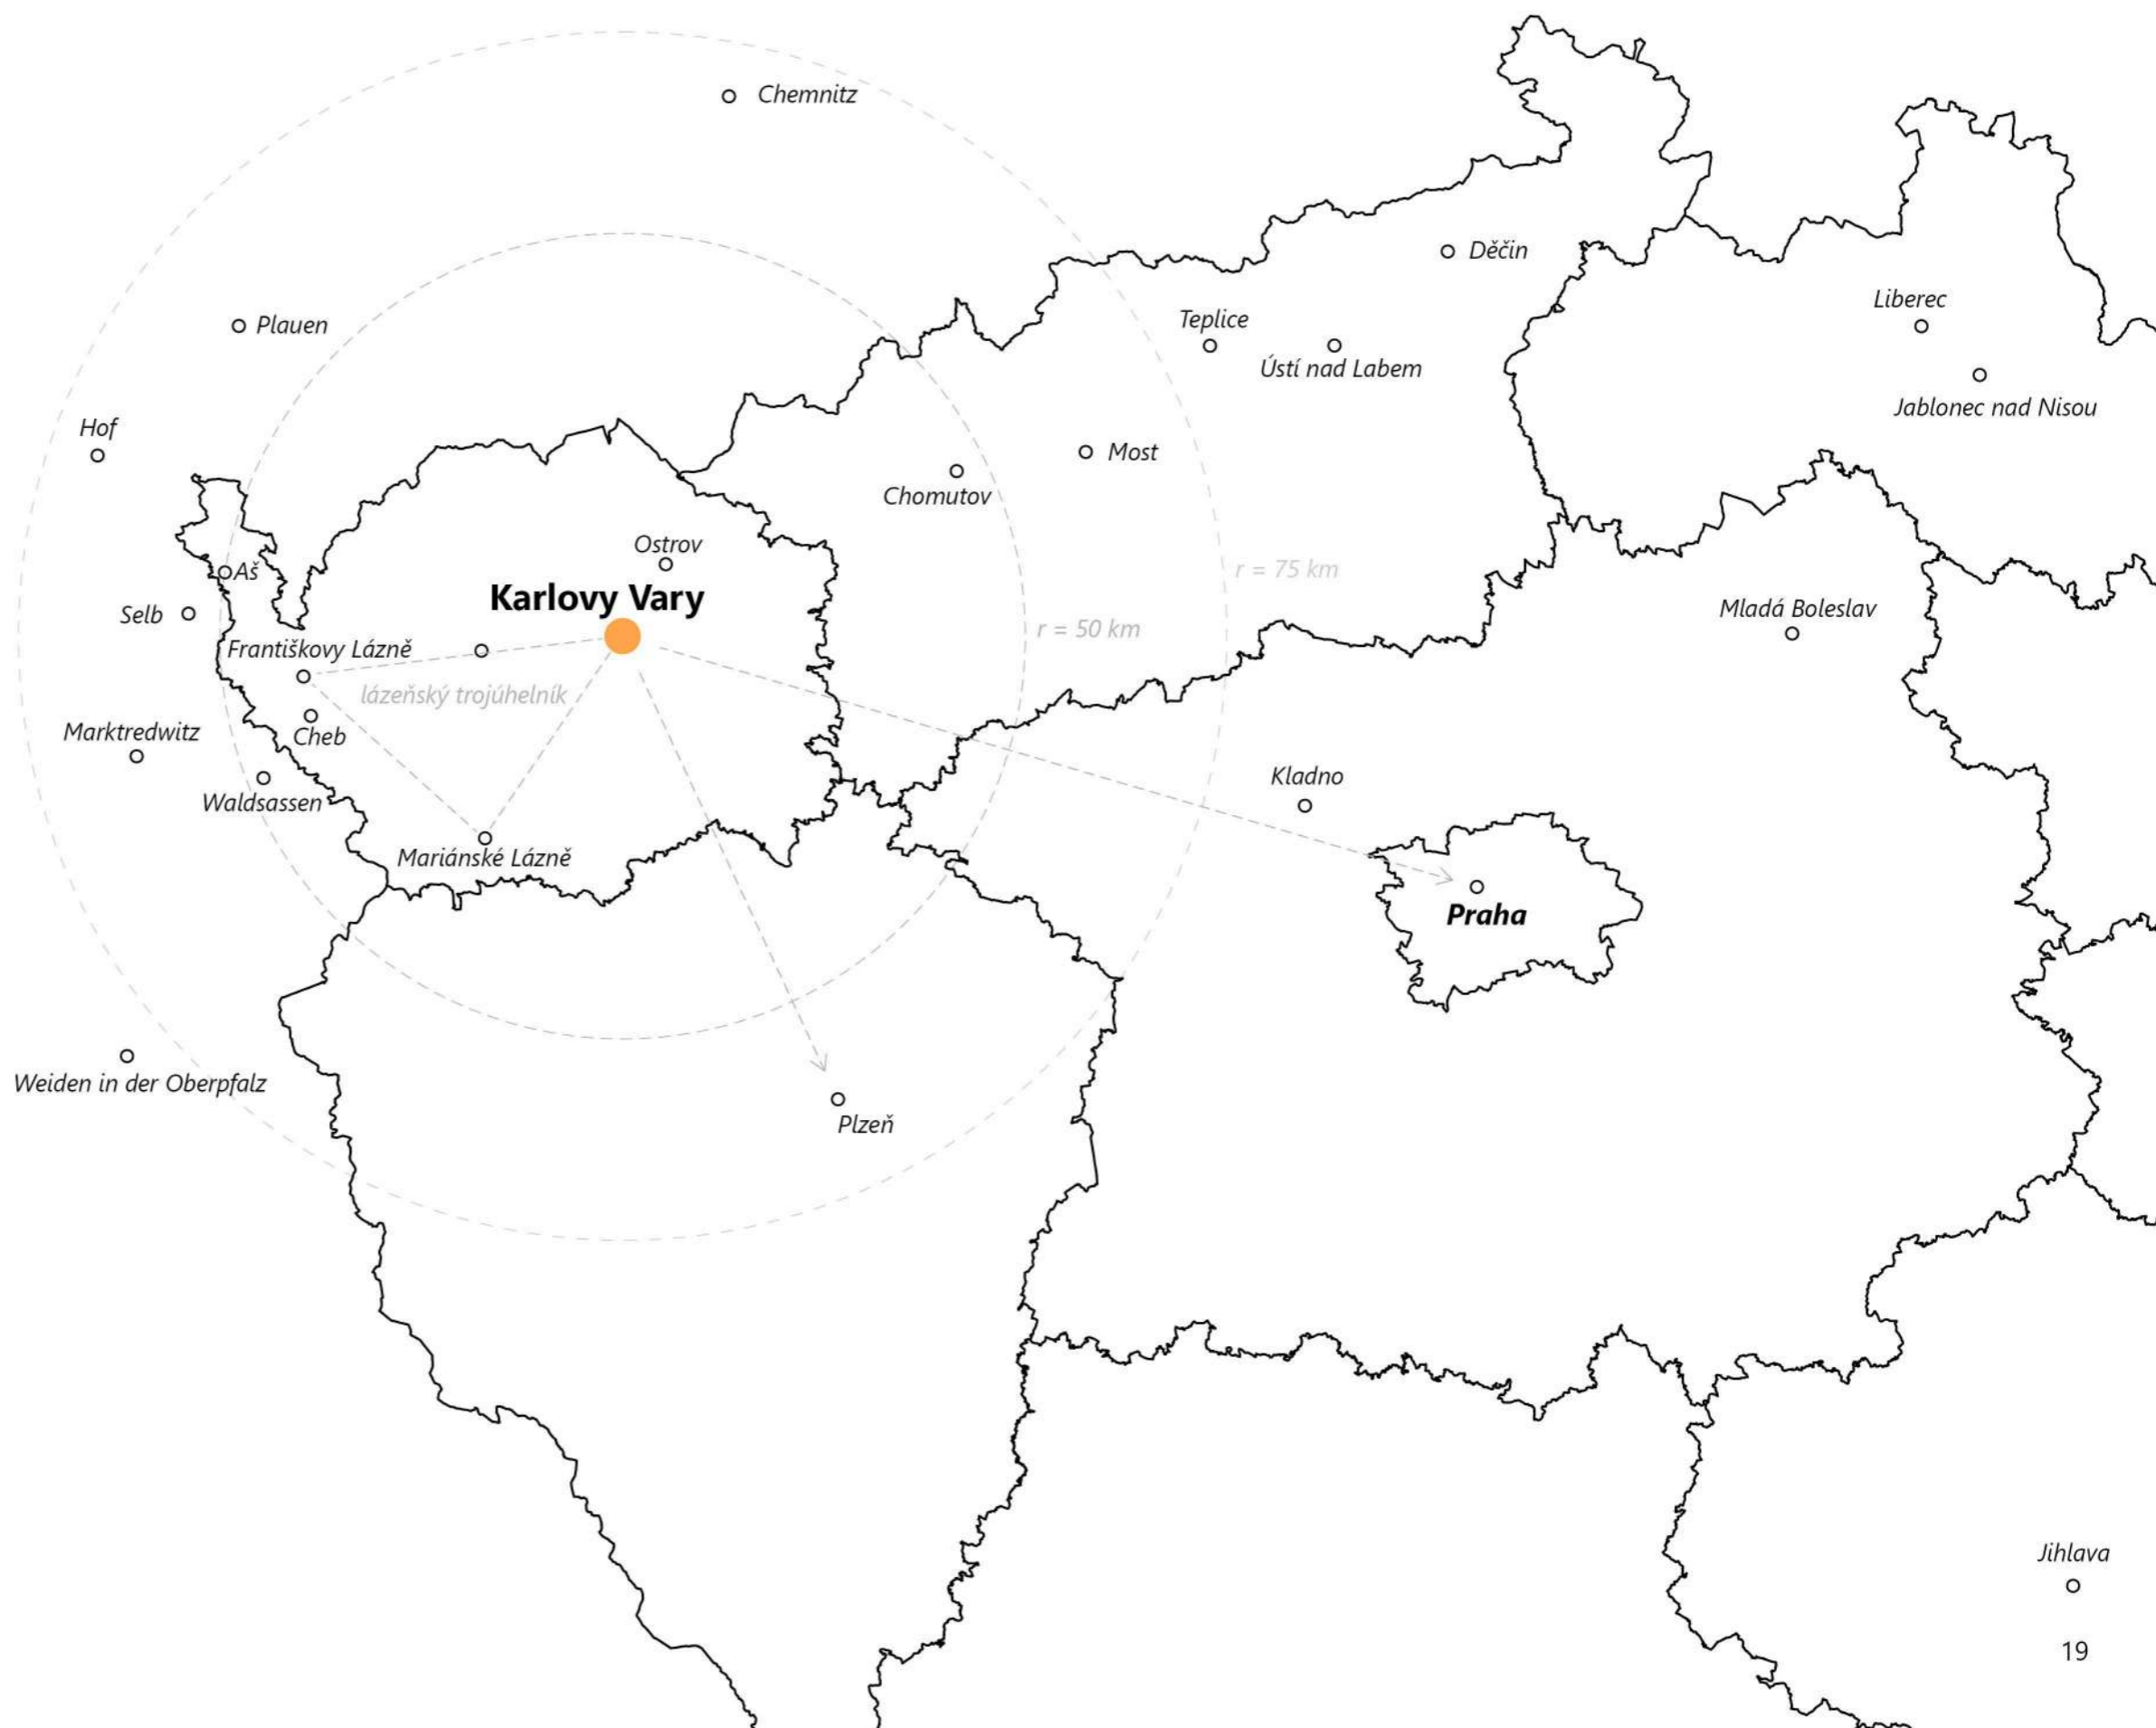 Chemnitz
Děčin
Liberec
Teplice
Plauen
Ústí nad Labem
Jablonec nad Nisou
Hof
Most
Chomutov
Ostrov
r = 75 km
Aš
Karlovy Vary
Mladá Boleslav
Selb
r = 50 km
Františkovy Lázně
lázeňský trojúhelník
Marktredwitz
Cheb
Kladno
Waldsassen
Mariánské Lázně
Praha
Weiden in der Oberpfalz
Plzeň
Jihlava
19